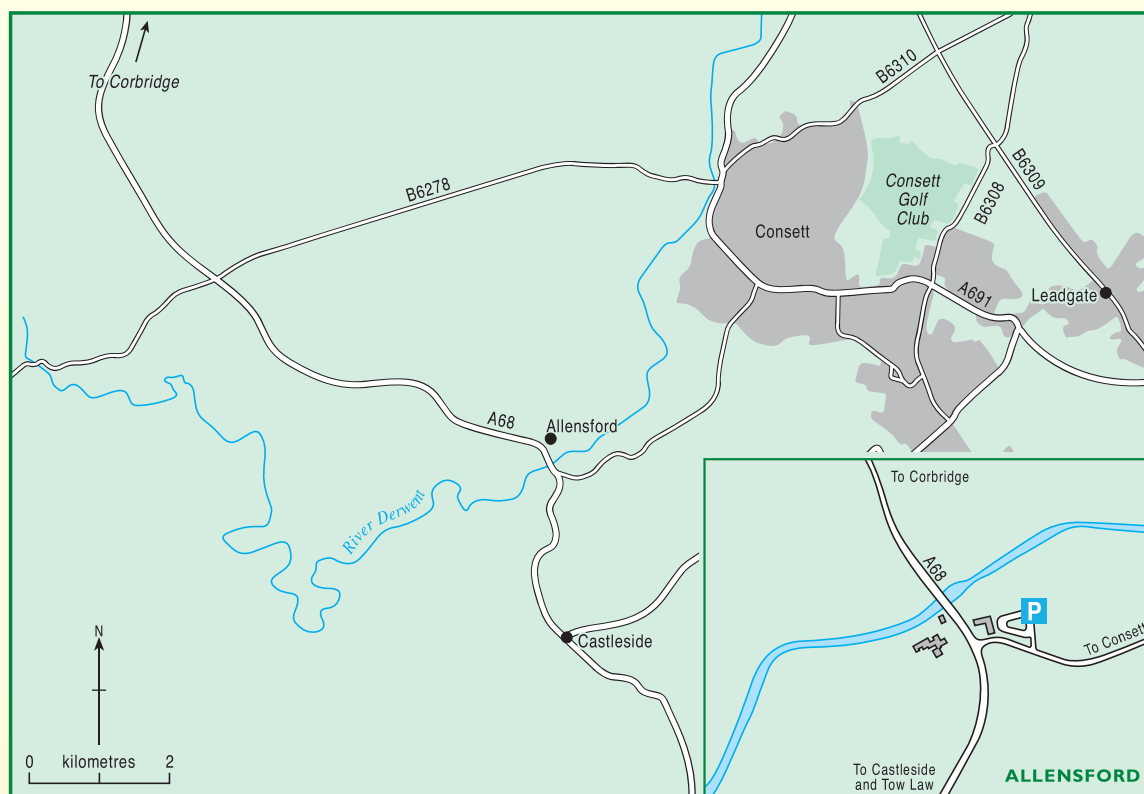 To Corbridge
B6310
B6278
Consett
Golf
Club
B6309
B6308
Consett
A691
Leadgate
A68
Allensford
River Derwent
Castleside
N
0 kilometres 2
To Corbridge
A68
P
To Consett
To Castleside
and Tow Law
ALLENSFORD